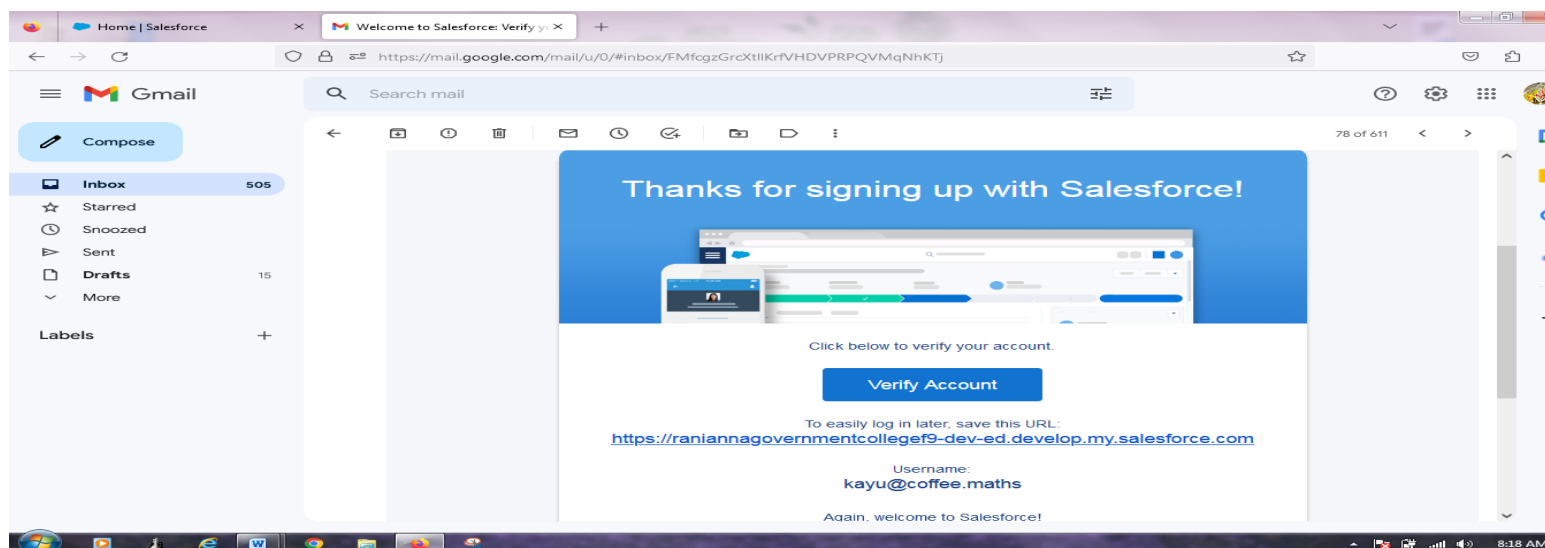 Home | Salesforce
Welcome to Salesforce: Verify y
https://mail.google.com/mail/u/0/#inbox/FMfcgzGrcXtllKrfVHDVPRPQVMqNhKTj
Gmail
Search mail
Compose
78 of 611
Inbox 505
Starred
Snoozed
Sent
Drafts 15
More
Labels
Thanks for signing up with Salesforce!
Click below to verify your account.
Verify Account
To easily log in later, save this URL:
https://raniannagovernmentcollegef9-dev-ed.develop.my.salesforce.com
Username:
kayu@coffee.maths
Again, welcome to Salesforce!
8:18 AM